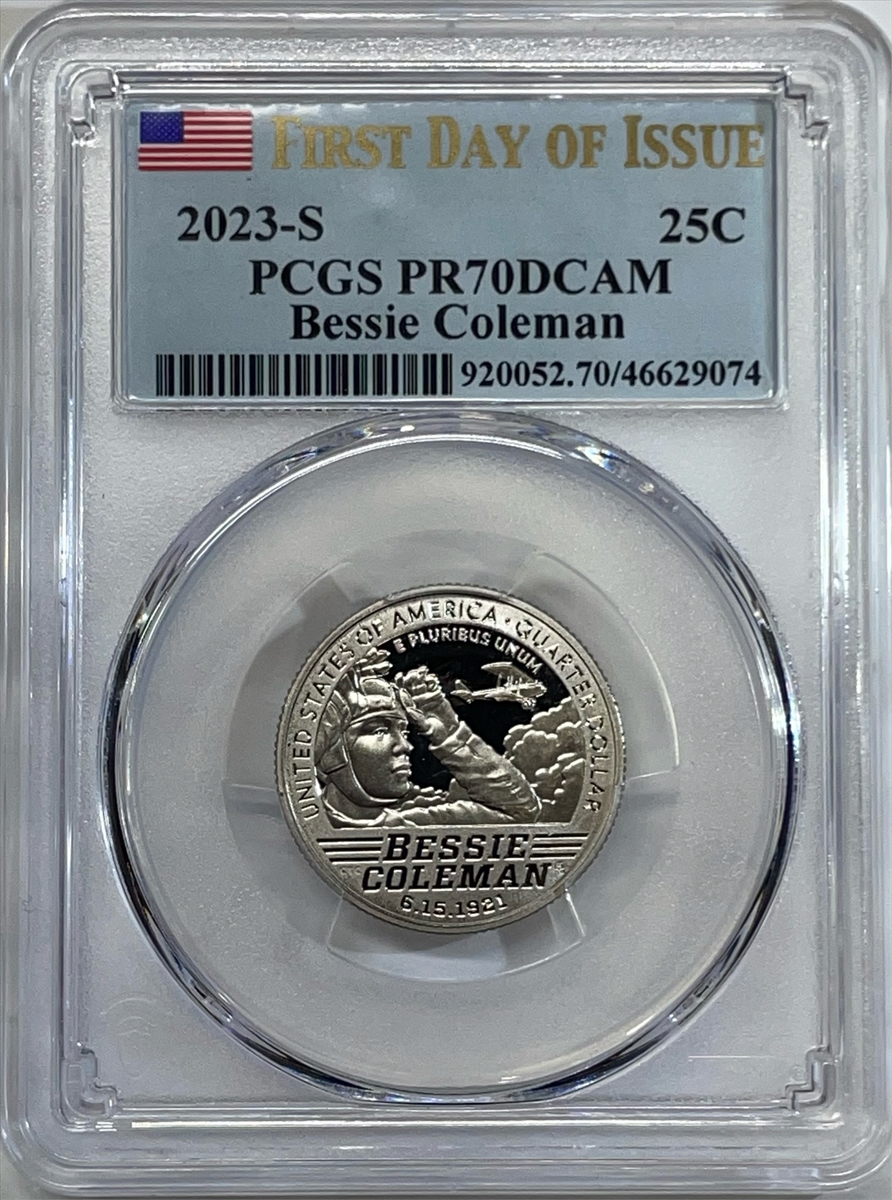 FIRST DAY OF ISSUE
2023-S 25C
PCGS PR70DCAM
Bessie Coleman
920052.70/46629074
UNITED STATES OF AMERICA · QUARTER DOLLAR
E PLURIBUS UNUM
BESSIE
COLEMAN
6.15.1921